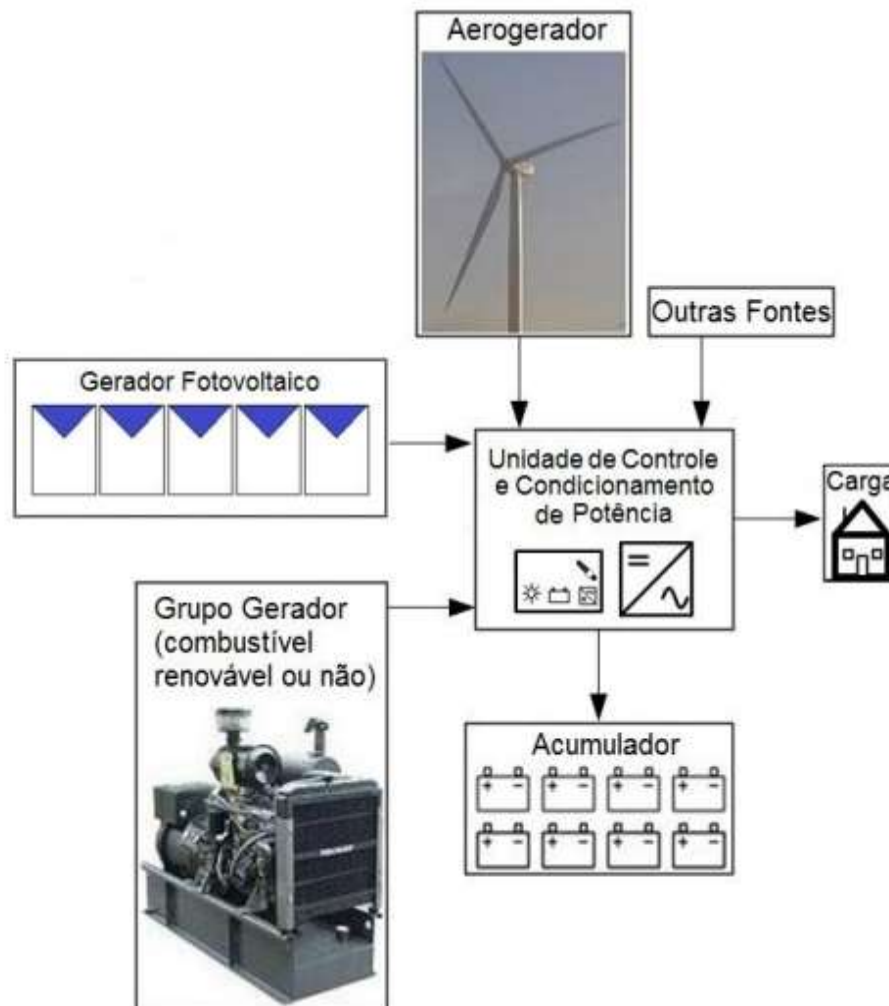 Aerogerador
Outras Fontes
Gerador Fotovoltaico
Unidade de Controle
e Condicionamento
de Potência
Carga
Grupo Gerador
(combustível
renovável ou não)
Acumulador